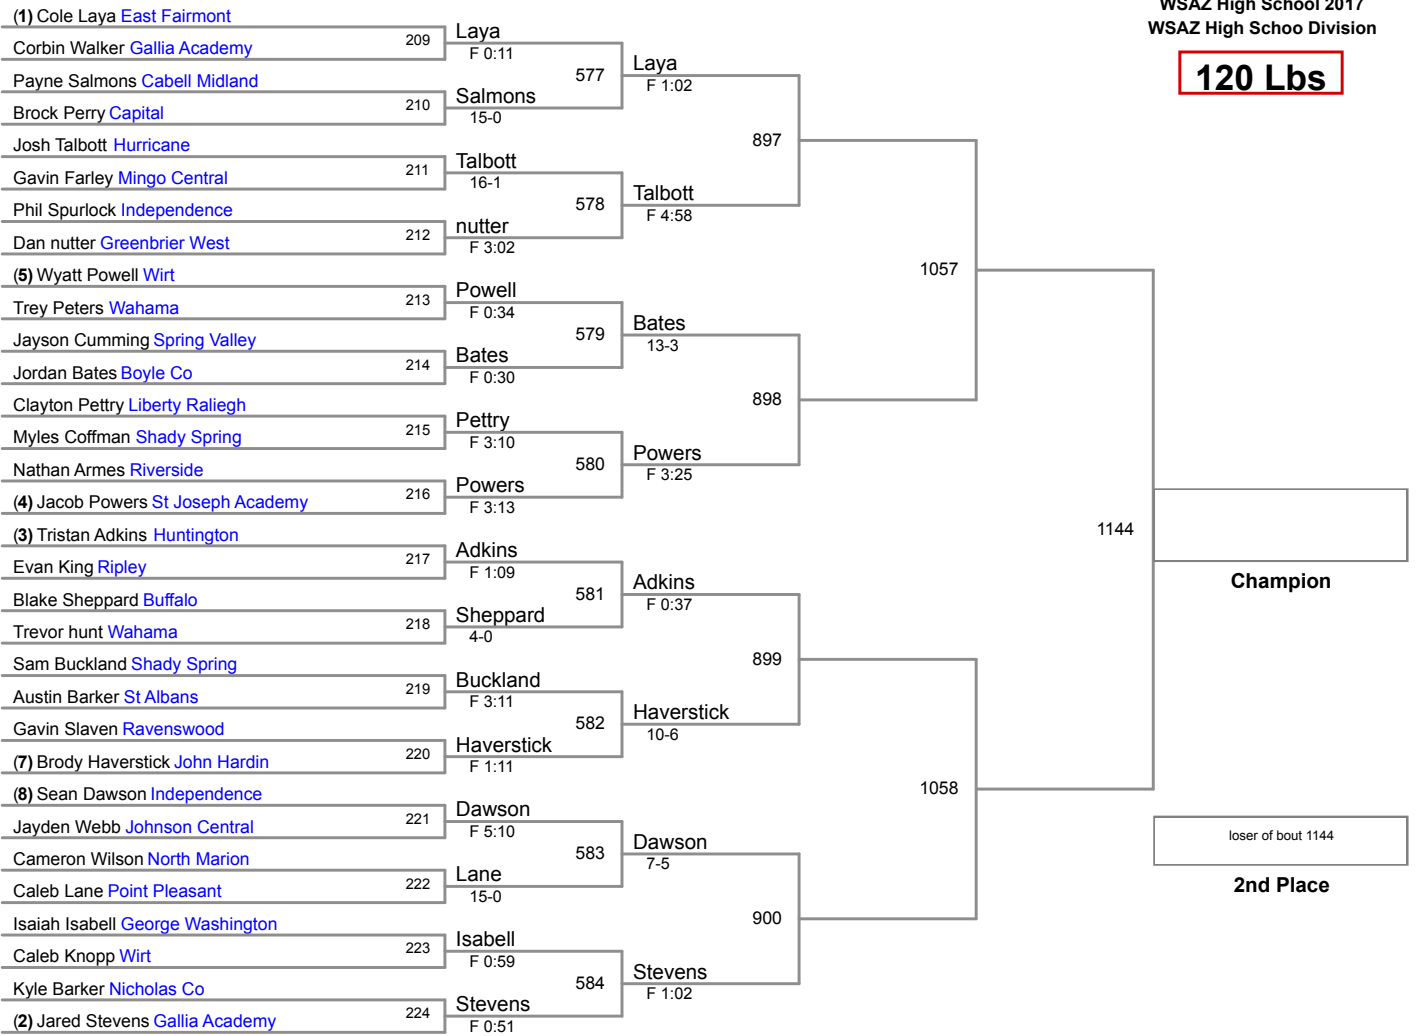 WSAZ High School 2017
WSAZ High Schoo Division
120 Lbs
(1) Cole Laya East Fairmont
Corbin Walker Gallia Academy
Payne Salmons Cabell Midland
Brock Perry Capital
Josh Talbott Hurricane
Gavin Farley Mingo Central
Phil Spurlock Independence
Dan nutter Greenbrier West
(5) Wyatt Powell Wirt
Trey Peters Wahama
Jayson Cumming Spring Valley
Jordan Bates Boyle Co
Clayton Pettry Liberty Raliegh
Myles Coffman Shady Spring
Nathan Armes Riverside
(4) Jacob Powers St Joseph Academy
(3) Tristan Adkins Huntington
Evan King Ripley
Blake Sheppard Buffalo
Trevor hunt Wahama
Sam Buckland Shady Spring
Austin Barker St Albans
Gavin Slaven Ravenswood
(7) Brody Haverstick John Hardin
(8) Sean Dawson Independence
Jayden Webb Johnson Central
Cameron Wilson North Marion
Caleb Lane Point Pleasant
Isaiah Isabell George Washington
Caleb Knopp Wirt
Kyle Barker Nicholas Co
(2) Jared Stevens Gallia Academy
209
210
211
212
213
214
215
216
217
218
219
220
221
222
223
224
Laya
F 0:11
Salmons
15-0
Talbott
16-1
nutter
F 3:02
Powell
F 0:34
Bates
F 0:30
Pettry
F 3:10
Powers
F 3:13
Adkins
F 1:09
Sheppard
4-0
Buckland
F 3:11
Haverstick
F 1:11
Dawson
F 5:10
Lane
15-0
Isabell
F 0:59
Stevens
F 0:51
577
578
579
580
581
582
583
584
Laya
F 1:02
Talbott
F 4:58
Bates
13-3
Powers
F 3:25
Adkins
F 0:37
Haverstick
10-6
Dawson
7-5
Stevens
F 1:02
897
898
899
900
1057
1058
1144
Champion
loser of bout 1144
2nd Place